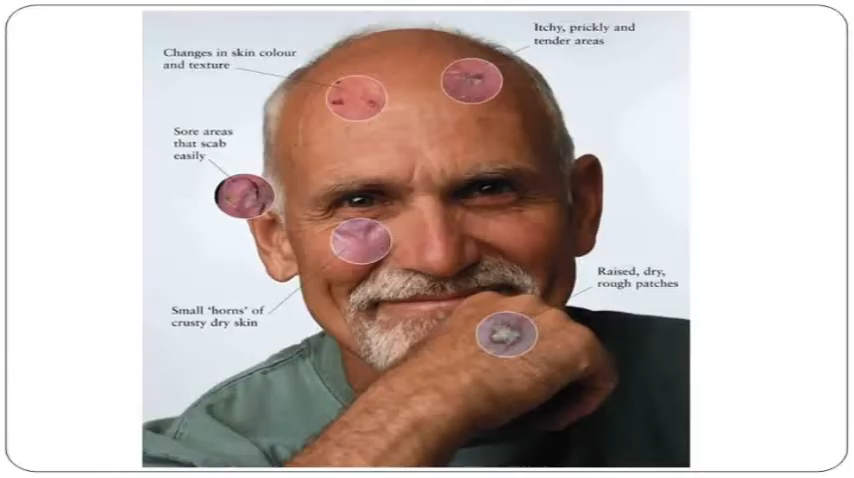 Itchy, prickly and
tender areas
Changes in skin colour
and texture
Sore areas
that scab
easily
Raised, dry,
rough patches
Small ‘horns’ of
crusty dry skin